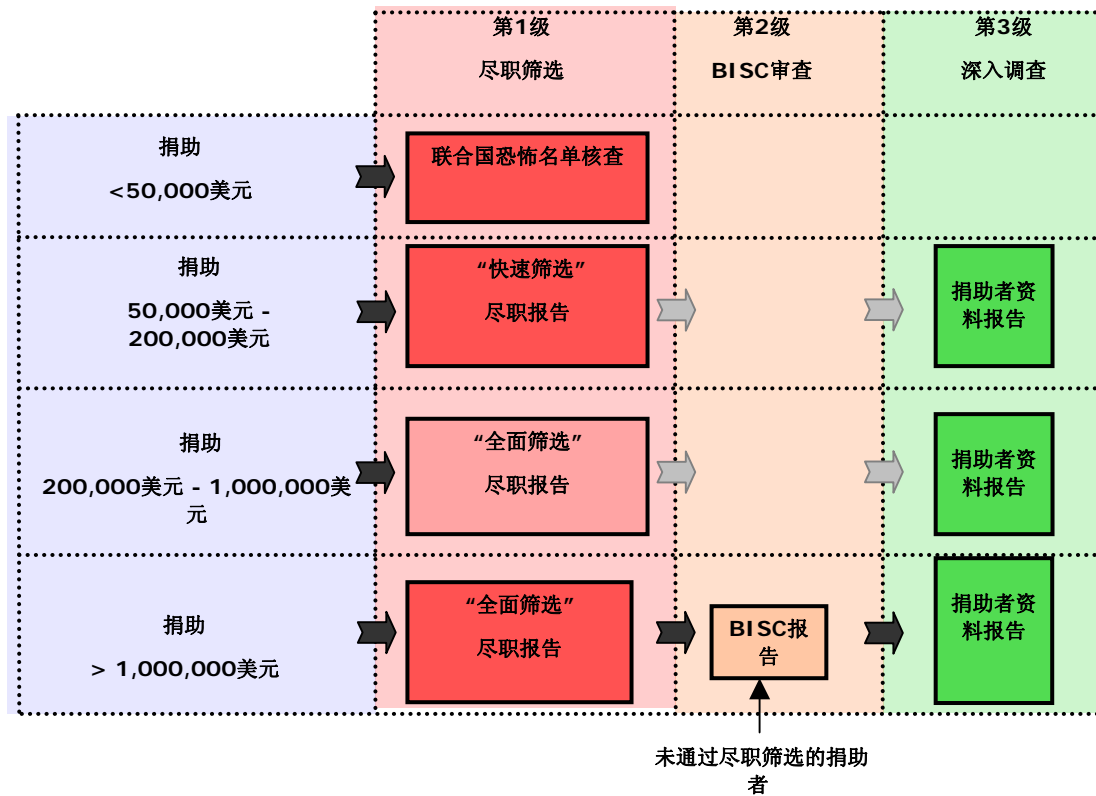 第1级
尽职筛选
第2级
BISC审查
第3级
深入调查
捐助
<50,000美元
联合国恐怖名单核查
捐助
50,000美元 -
200,000美元
“快速筛选”
尽职报告
捐助者资
料报告
捐助
200,000美元 - 1,000,000美
元
“全面筛选”
尽职报告
捐助者资
料报告
捐助
> 1,000,000美元
“全面筛选”
尽职报告
BISC报
告
捐助者资
料报告
未通过尽职筛选的捐助
者